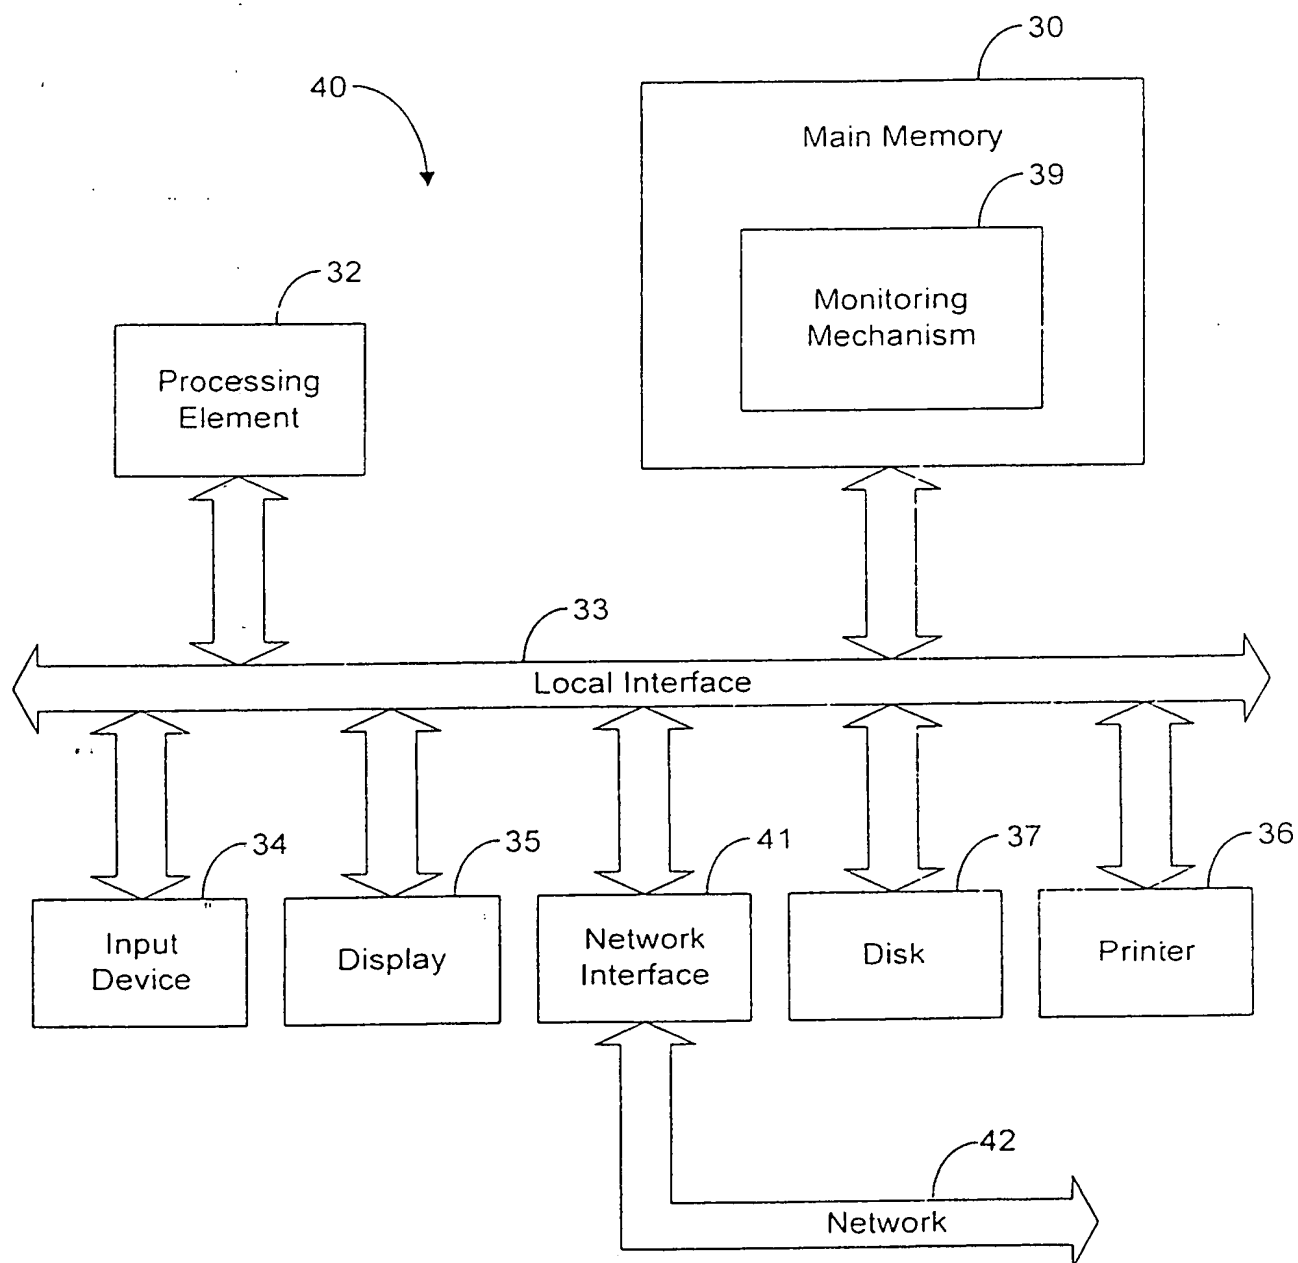 30
40
Main Memory
39
Monitoring
Mechanism
32
Processing
Element
33
Local Interface
34
35
41
37
36
Input
Device
Display
Network
Interface
Disk
Printer
42
Network